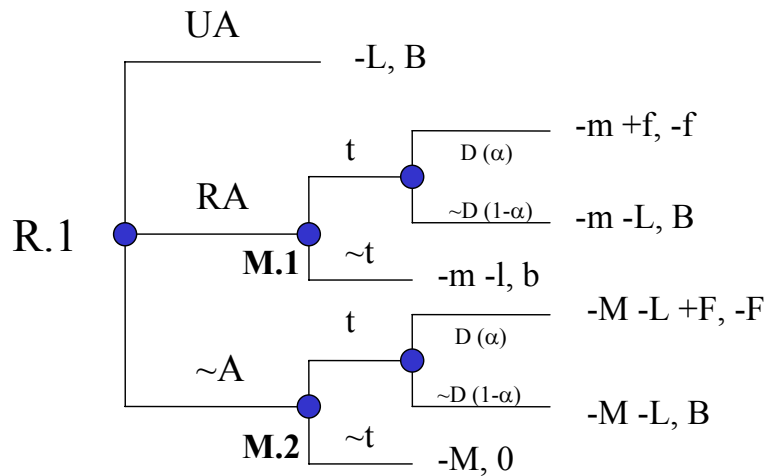 UA
-L, B
-m +f, -f
t
D (α)
RA
~D (1-α)
-m -L, B
R.1
M.1
~t
-m -l, b
t
-M -L +F, -F
D (α)
~A
~D (1-α)
-M -L, B
M.2
~t
-M, 0